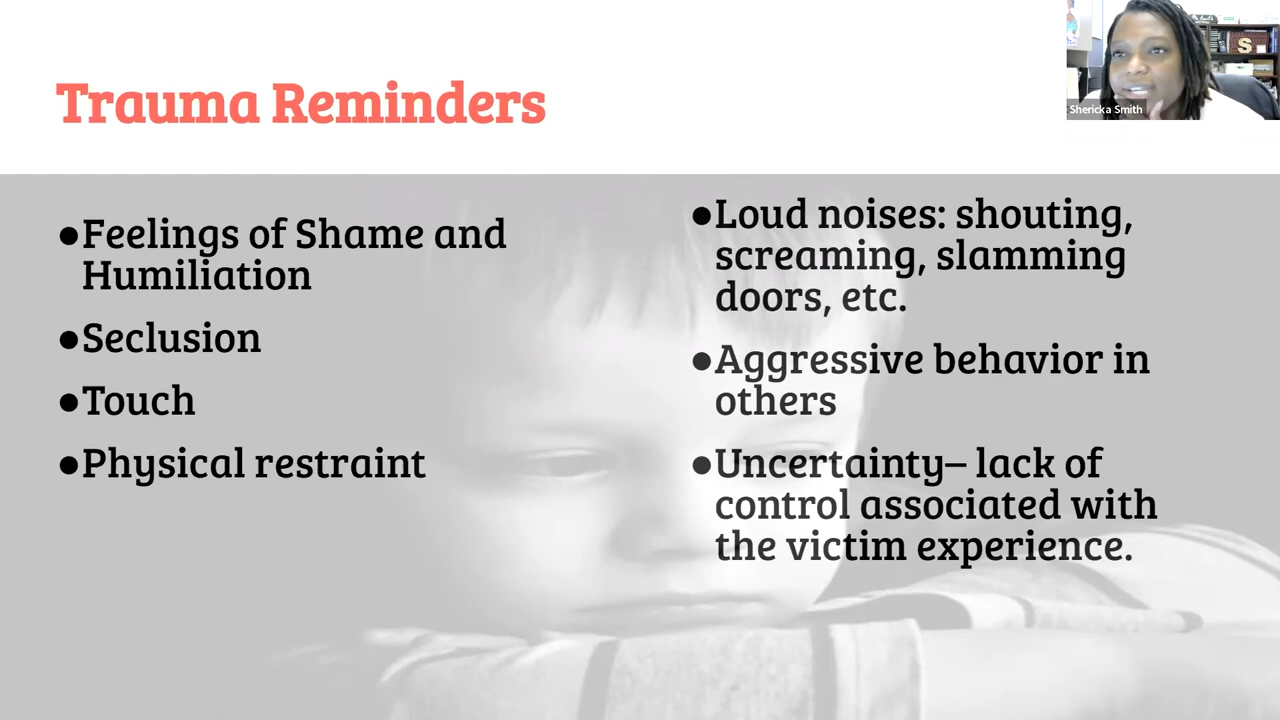 Trauma Reminders
Shericka Smith
S
●Feelings of Shame and
Humiliation
●Seclusion
●Touch
●Physical restraint
●Loud noises: shouting,
screaming, slamming
doors, etc.
●Aggressive behavior in
others
●Uncertainty– lack of
control associated with
the victim experience.